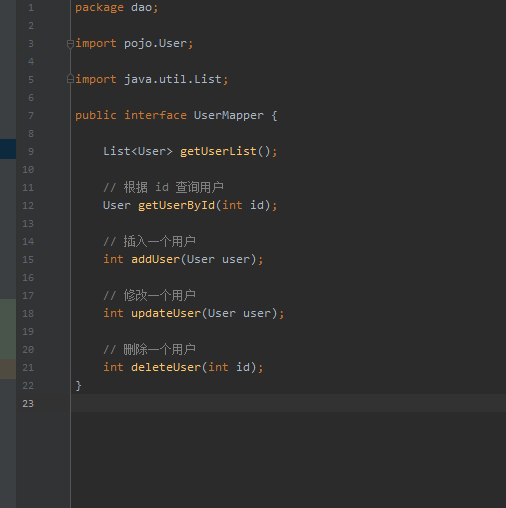 1 package dao;
2
3 import pojo.User;
4
5 import java.util.List;
6
7 public interface UserMapper {
8
9 List<User> getUserList();
10
11 // 根据 id 查询用户
12 User getUserById(int id);
13
14 // 插入一个用户
15 int addUser(User user);
16
17 // 修改一个用户
18 int updateUser(User user);
19
20 // 删除一个用户
21 int deleteUser(int id);
22 }
23